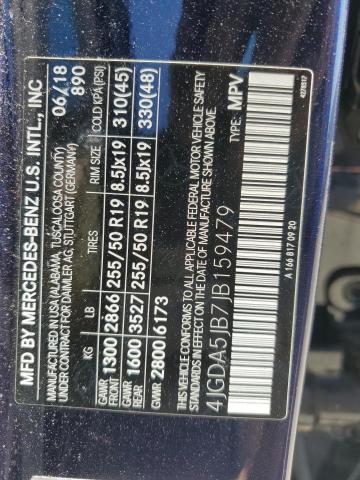 MFD BY MERCEDES-BENZ U.S. INTL., INC
MANUFACTURED IN USA (ALABAMA, TUSCALOOSA COUNTY) 06/18
UNDER CONTRACT FOR DAIMLER AG, STUTTGART (GERMANY) 890
KG LB TIRES RIM SIZE COLD KPA (PSI)
GAWR FRONT 1300 2866 255/50 R19 8.5Jx19 310(45)
GAWR REAR 1600 3527 255/50 R19 8.5Jx19 330(48)
GVWR 2800 6173
THIS VEHICLE CONFORMS TO ALL APPLICABLE FEDERAL MOTOR VEHICLE SAFETY
STANDARDS IN EFFECT ON THE DATE OF MANUFACTURE SHOWN ABOVE.
4JGDA5JB7JB159479 TYPE: MPV
A 166 817 09 20